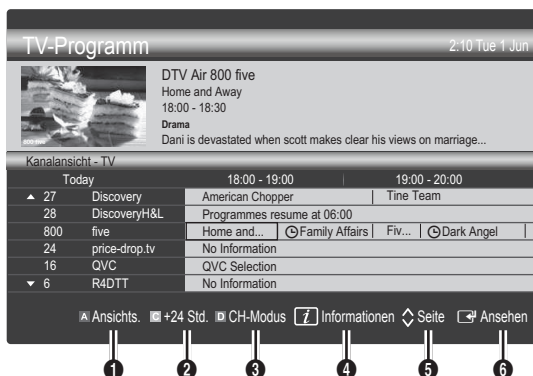 TV-Programm 2:10 Tue 1 Jun
DTV Air 800 five
Home and Away
18:00 - 18:30
Drama
Dani is devastated when scott makes clear his views on marriage...
800 five
Kanalansicht - TV
Today 18:00 - 19:00 19:00 - 20:00
▲ 27 Discovery American Chopper Tine Team
28 DiscoveryH&L Programmes resume at 06:00
800 five Home and... Family Affairs Fiv... Dark Angel
24 price-drop.tv No Information
16 QVC QVC Selection
▼ 6 R4DTT No Information
A Ansichts. C +24 Std. D CH-Modus i Informationen Seite Ansehen
1 2 3 4 5 6